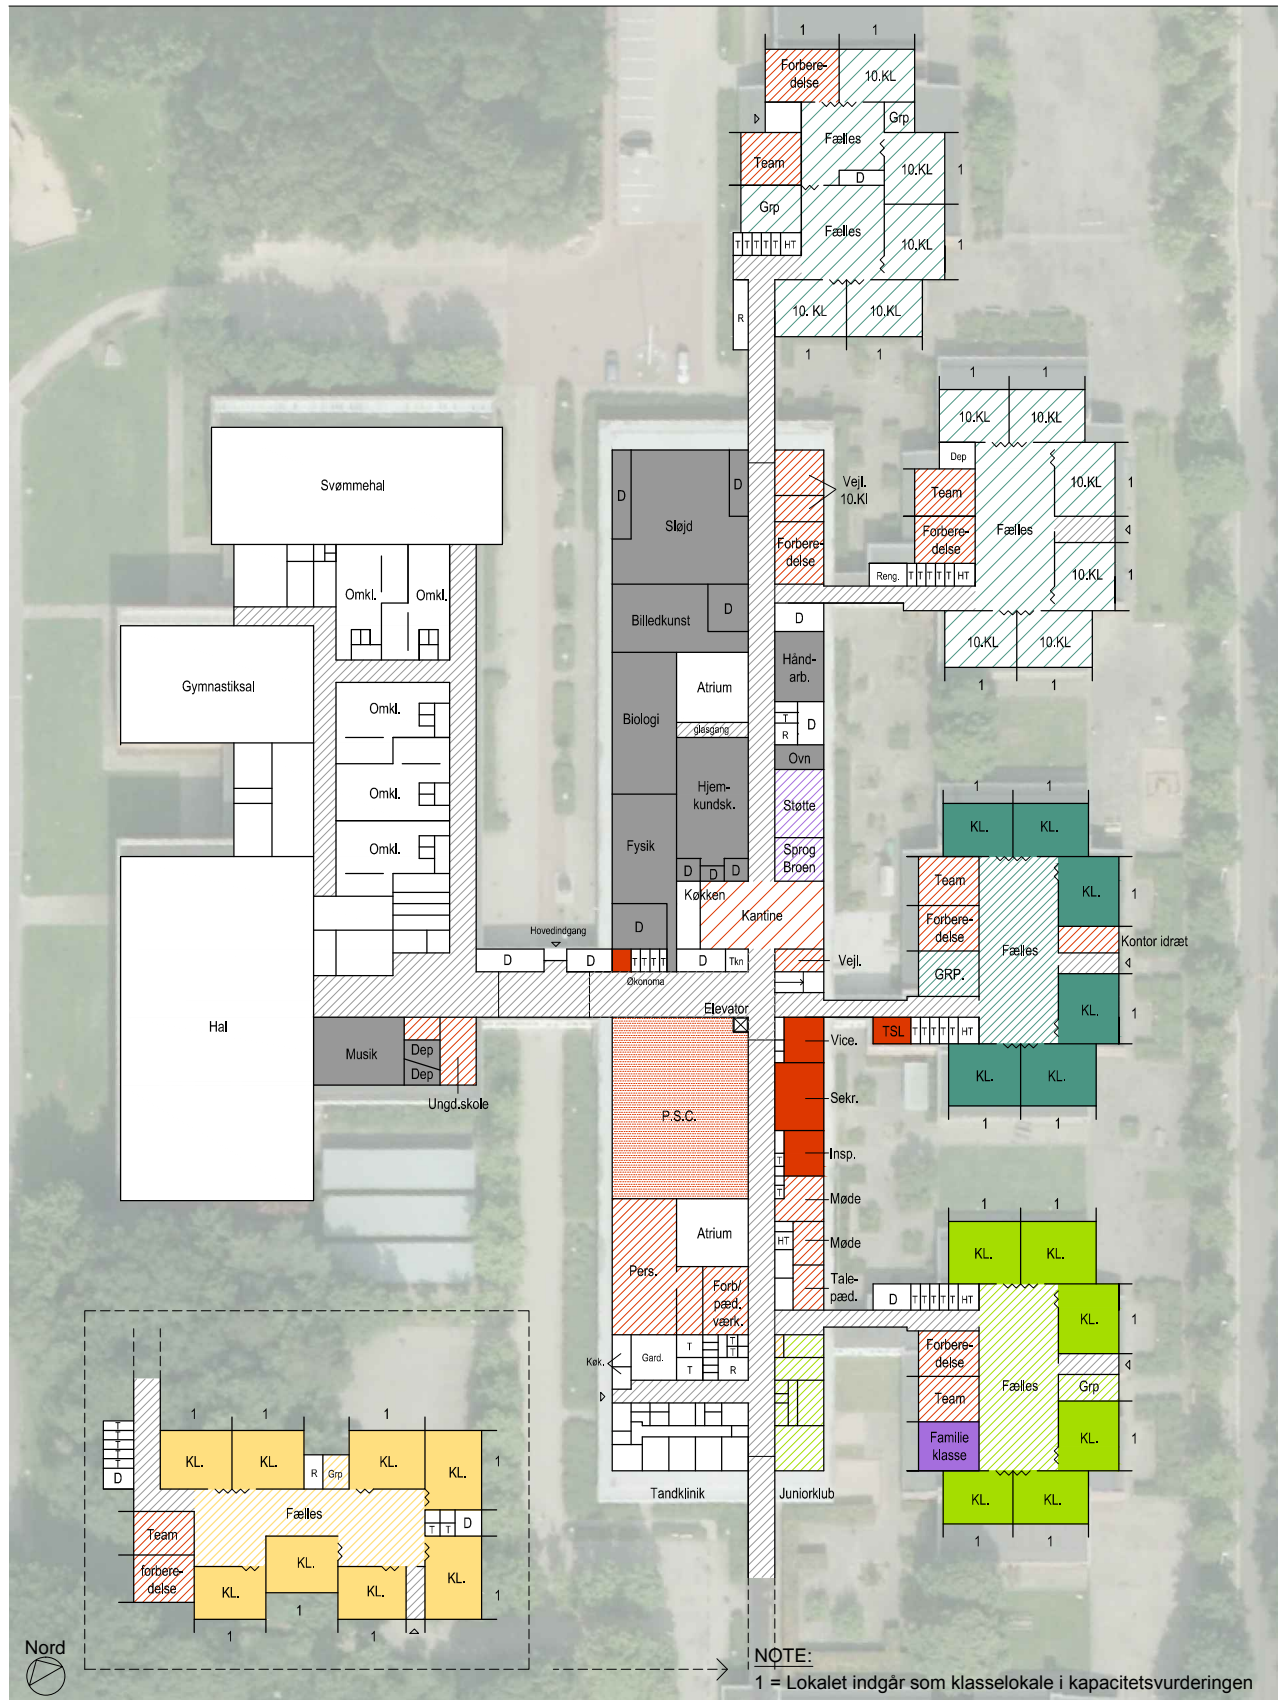 1 1
Forbere-
delse
10.KL
Grp
Fælles
Team
10.KL 1
D
Grp
Fælles
10.KL 1
T T T T T HT
R
10. KL 10.KL
1 1
1 1
10.KL 10.KL
Dep
10.KL 1
Team
Forbere-
delse
Fælles
Reng. T T T T T HT
10.KL 1
10.KL 10.KL
1 1
Svømmehal
Omkl. Omkl.
Gymnastiksal
Omkl.
Omkl.
Omkl.
Hal
D
Sløjd
D
Vejl.
10.Kl
Forbere-
delse
Billedkunst
D
D
Hånd-
arb.
Atrium
Biologi
T
R
D
glasgang
Ovn
Hjem-
kundsk.
Støtte
Fysik
Sprog
Broen
D D D
Køkken
Kantine
D
Hovedindgang
D D
T T T T
D Tkn
Vejl.
Økonoma
1 1
KL. KL.
Team
KL. 1
Forbere-
delse
Fælles
Kontor idræt
GRP.
KL. 1
TSL T T T T T HT
KL. KL.
1 1
Elevator
Musik
Dep
Dep
Ungd.skole
Vice.
P.S.C.
Sekr.
Insp.
T
T
Møde
Atrium
HT
Møde
Pers.
Tale-
pæd.
Forb/
pæd.
værk.
Køk.
Gard.
T T
T
T R
Tandklinik
Juniorklub
1 1
KL. KL.
D T T T T T HT
KL. 1
Forbere-
delse
Fælles
Team
Grp
Familie
klasse
KL. 1
KL. KL.
1 1
1 1 1
T
T
T
T
D
KL. KL. R Grp KL. KL. 1
Fælles
T T D
Team
forbere-
delse
KL. KL. KL. KL. 1
1 1 1
Nord
NOTE:
1 = Lokalet indgår som klasselokale i kapacitetsvurderingen